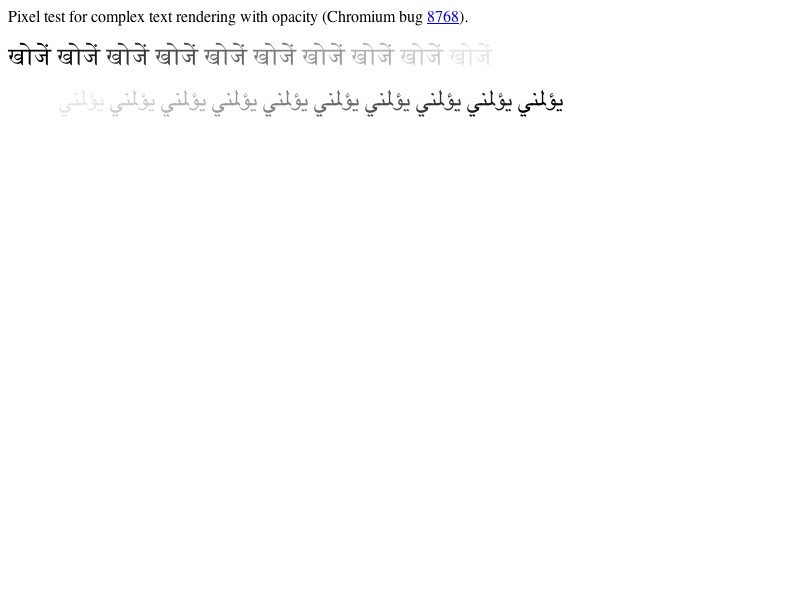 Pixel test for complex text rendering with opacity (Chromium bug 8768).
खोजें खोजें खोजें खोजें खोजें खोजें खोजें खोजें खोजें खोजें
يؤلمني يؤلمني يؤلمني يؤلمني يؤلمني يؤلمني يؤلمني يؤلمني يؤلمني يؤلمني